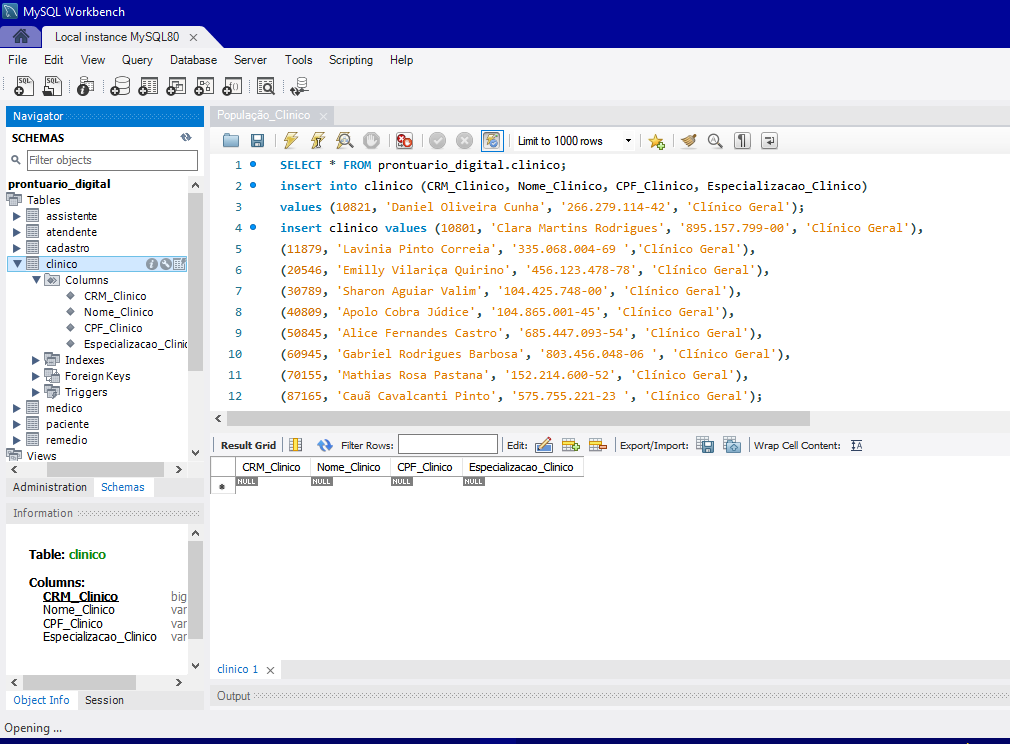 MySQL Workbench
Local instance MySQL80
File Edit View Query Database Server Tools Scripting Help
Navigator
SCHEMAS
Filter objects
prontuario_digital
Tables
assistente
atendente
cadastro
clinico
Columns
CRM_Clinico
Nome_Clinico
CPF_Clinico
Especializacao_Clinic
Indexes
Foreign Keys
Triggers
medico
paciente
remedio
Views
Administration Schemas
Information
Table: clinico
Columns:
CRM_Clinico big
Nome_Clinico var
CPF_Clinico var
Especializacao_Clinico var
Object Info Session
População_Clinico
Limit to 1000 rows
1 SELECT * FROM prontuario_digital.clinico;
2 insert into clinico (CRM_Clinico, Nome_Clinico, CPF_Clinico, Especializacao_Clinico)
3 values (10821, 'Daniel Oliveira Cunha', '266.279.114-42', 'Clínico Geral');
4 insert clinico values (10801, 'Clara Martins Rodrigues', '895.157.799-00', 'Clínico Geral'),
5 (11879, 'Lavinia Pinto Correia', '335.068.004-69 ','Clínico Geral'),
6 (20546, 'Emilly Vilariça Quirino', '456.123.478-78', 'Clínico Geral'),
7 (30789, 'Sharon Aguiar Valim', '104.425.748-00', 'Clínico Geral'),
8 (40809, 'Apolo Cobra Júdice', '104.865.001-45', 'Clínico Geral'),
9 (50845, 'Alice Fernandes Castro', '685.447.093-54', 'Clínico Geral'),
10 (60945, 'Gabriel Rodrigues Barbosa', '803.456.048-06 ', 'Clínico Geral'),
11 (70155, 'Mathias Rosa Pastana', '152.214.600-52', 'Clínico Geral'),
12 (87165, 'Cauã Cavalcanti Pinto', '575.755.221-23 ', 'Clínico Geral');
Result Grid Filter Rows: Edit: Export/Import: Wrap Cell Content:
CRM_Clinico Nome_Clinico CPF_Clinico Especializacao_Clinico
NULL NULL NULL NULL
clinico 1
Output
Opening ...